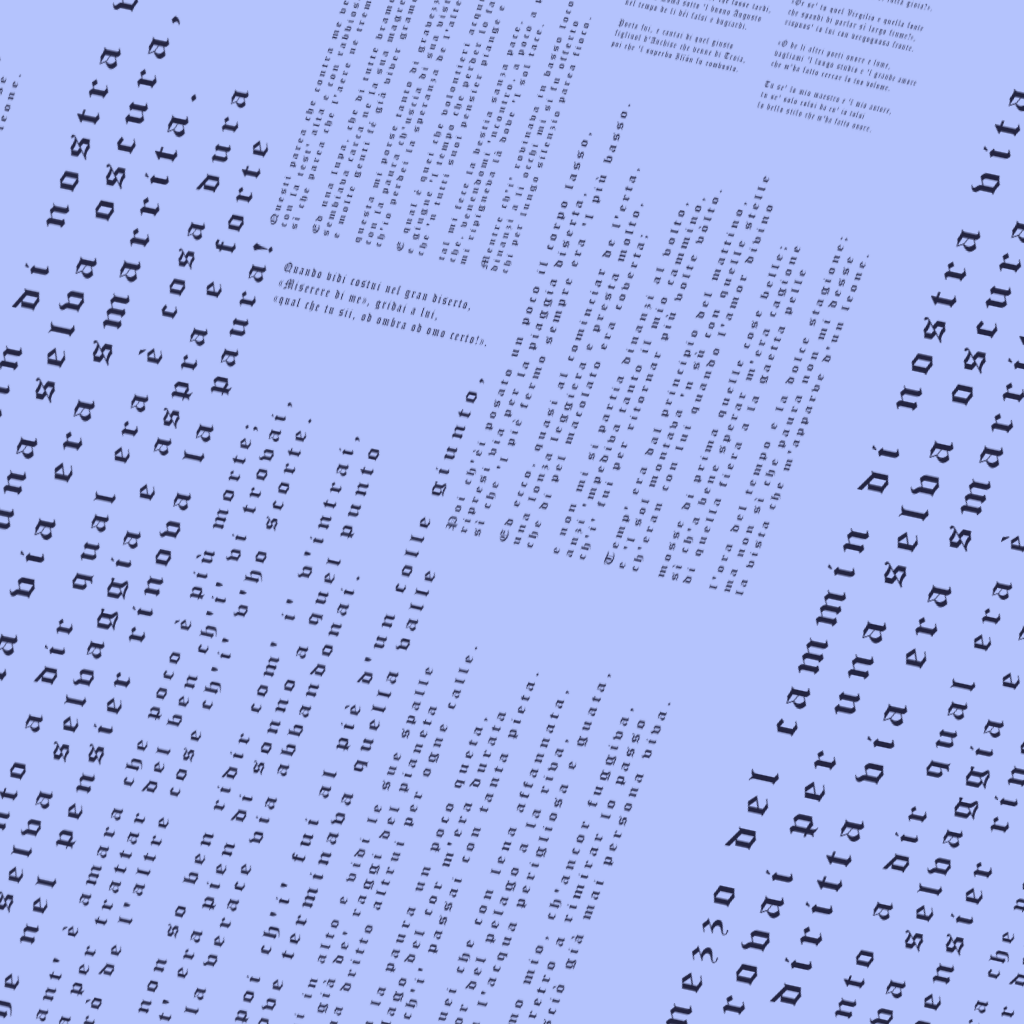 di nostra
una selva oscura,
via era smarrita.
a dir qual era è cosa dura
selva selvaggia e aspra e forte
nel pensier rinova la paura!
è amara che poco è più morte;
per trattar del ben ch'i' vi trovai,
de l'altre cose ch'i' v'ho scorte.
non so ben ridir com' i' v'intrai,
era pien di sonno a quel punto
la verace via abbandonai.
poi ch'i' fui al piè d'un colle giunto,
terminava quella valle
in alto e vidi le sue spalle
già de' raggi del pianeta
dritto altrui per ogne calle.
la paura un poco queta,
lago del cor m'era durata
ch'i' passai con tanta pieta.
quei che con lena affannata,
del pelago a la riva,
l'acqua perigliosa e guata,
mio, ch'ancor fuggiva,
retro a rimirar lo passo
già mai persona viva.
Poi ch'èi posato un poco il corpo lasso,
ripresi via per la piaggia diserta,
sì che 'l piè fermo sempre era 'l più basso.
Ed ecco, quasi al cominciar de l'erta,
una lonza leggiera e presta molto,
che di pel macolato era coverta;
e non mi si partia dinanzi al volto,
anzi 'mpediva tanto il mio cammino,
ch'i' fui per ritornar più volte vòlto.
Temp' era dal principio del mattino,
e 'l sol montava 'n sù con quelle stelle
ch'eran con lui quando l'amor divino
mosse di prima quelle cose belle;
sì ch'a bene sperar m'era cagione
di quella fiera a la gaetta pelle
l'ora del tempo e la dolce stagione;
ma non sì che paura non mi desse
la vista che m'apparve d'un leone.
Questi parea che contra me
con la test' alta e con rabbiosa
sì che parea che l'aere ne
Ed una lupa, che di tutte brame
sembiava carca ne la sua magrezza,
e molte genti fé già viver grame,
questa mi porse tanto di gravezza
con la paura ch'uscia di sua vista,
ch'io perdei la speranza de l'altezza.
E qual è quei che volontieri acquista,
e giugne 'l tempo che perder lo face,
che 'n tutti suoi pensier piange e
tal mi fece la bestia sanza pace,
che, venendomi 'ncontro, a poco a
mi ripigneva là dove 'l sol tace.
Mentre ch'i' rovinava in basso loco,
dinanzi a li occhi mi si fu offerto
chi per lungo silenzio parea fioco.
Quando vidi costui nel gran diserto,
«Miserere di me», gridai a lui,
«qual che tu sii, od ombra od omo certo!».
sotto 'l buono Augusto
nel tempo de li dèi falsi e bugiardi.
Poeta fui, e cantai di quel giusto
figliuol d'Anchise che venne di Troia,
poi che 'l superbo Ilïón fu combusto.
«Or se' tu quel Virgilio e quella fonte
che spandi di parlar sì largo fiume?»,
rispuos' io lui con vergognosa fronte.
«O de li altri poeti onore e lume,
vagliami 'l lungo studio e 'l grande amore
che m'ha fatto cercar lo tuo volume.
Tu se' lo mio maestro e 'l mio autore,
tu se' solo colui da cu' io tolsi
lo bello stilo che m'ha fatto onore.
mezzo del cammin di nostra vita
per una selva oscura
diritta via era
a dir qual era è
selva selvaggia e